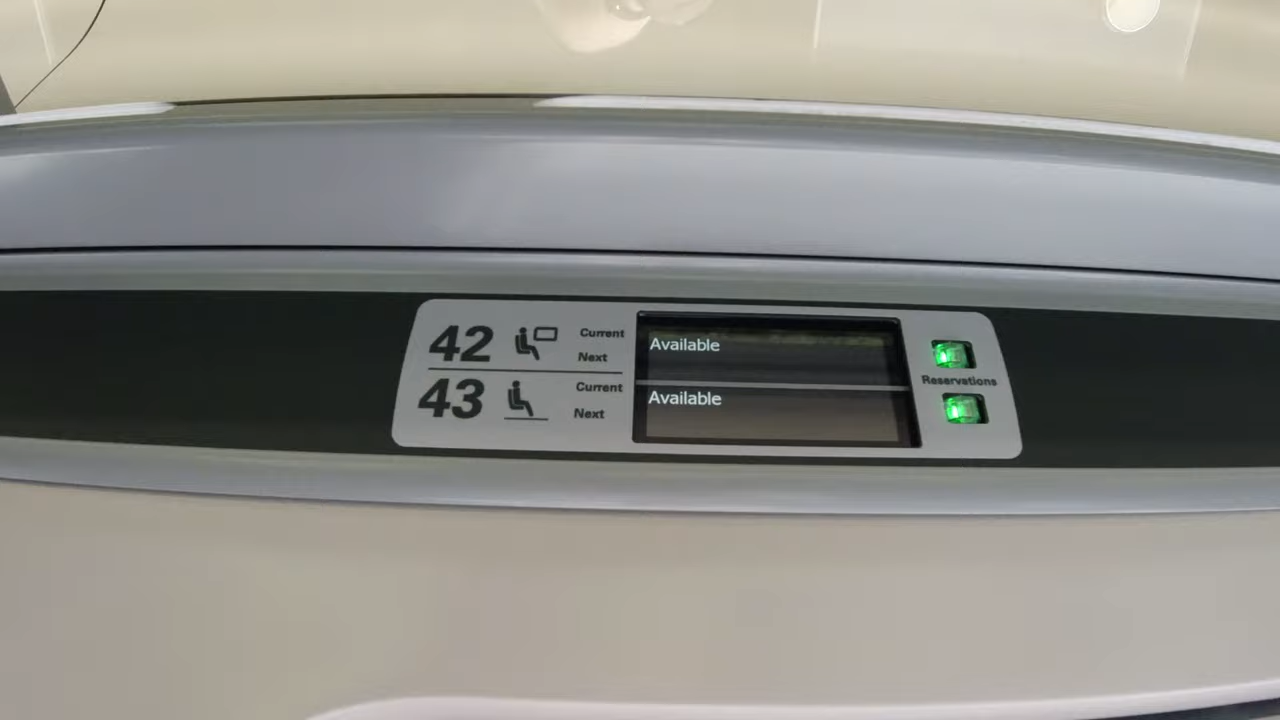 42 Current Available
Next
43 Current Available
Next
Reservations